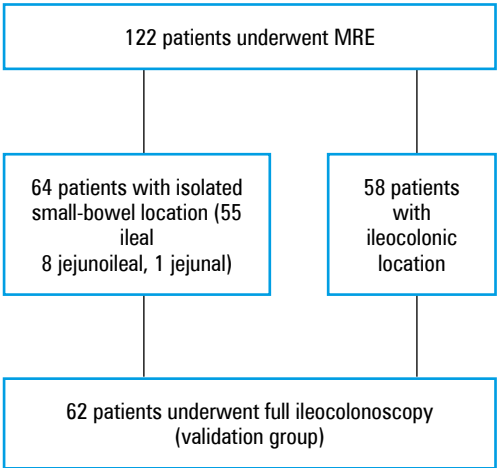 122 patients underwent MRE
64 patients with isolated
small-bowel location (55
ileal
8 jejunoileal, 1 jejunal)
58 patients
with
ileocolonic
location
62 patients underwent full ileocolonoscopy
(validation group)